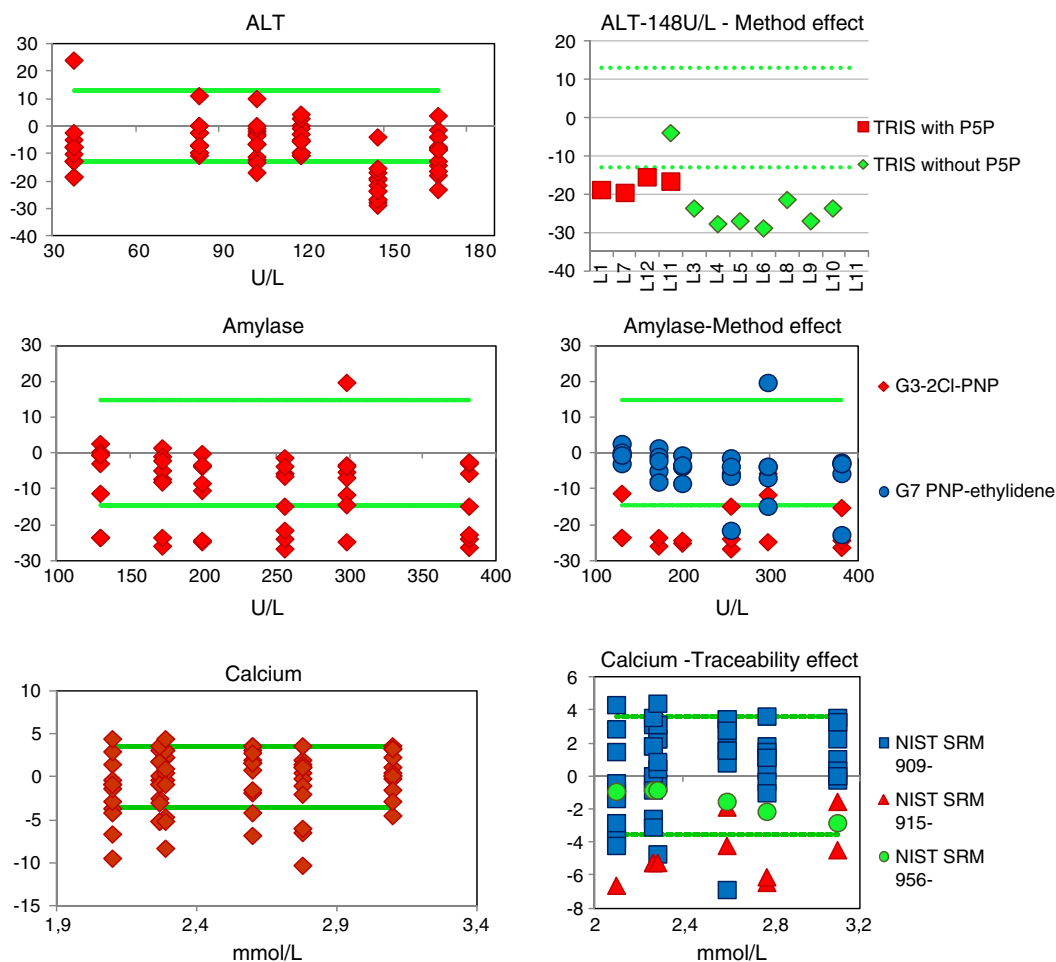 ALT
30
20
10
0
-10
-20
-30
-40
30 60 90 120 150 180
U/L
ALT-148U/L - Method effect
20
10
0
-10
-20
-30
-40
L1 L7 L12 L11 L3 L4 L5 L6 L8 L9 L10 L11
TRIS with P5P
TRIS without P5P
Amylase
30
20
10
0
-10
-20
-30
100 150 200 250 300 350 400
U/L
Amylase-Method effect
30
20
10
0
-10
-20
-30
100 200 300 400
U/L
G3-2Cl-PNP
G7 PNP-ethylidene
Calcium
10
5
0
-5
-10
-15
1,9 2,4 2,9 3,4
mmol/L
Calcium -Traceability effect
6
4
2
0
-2
-4
-6
-8
2 2,4 2,8 3,2
mmol/L
NIST SRM
909-
NIST SRM
915-
NIST SRM
956-